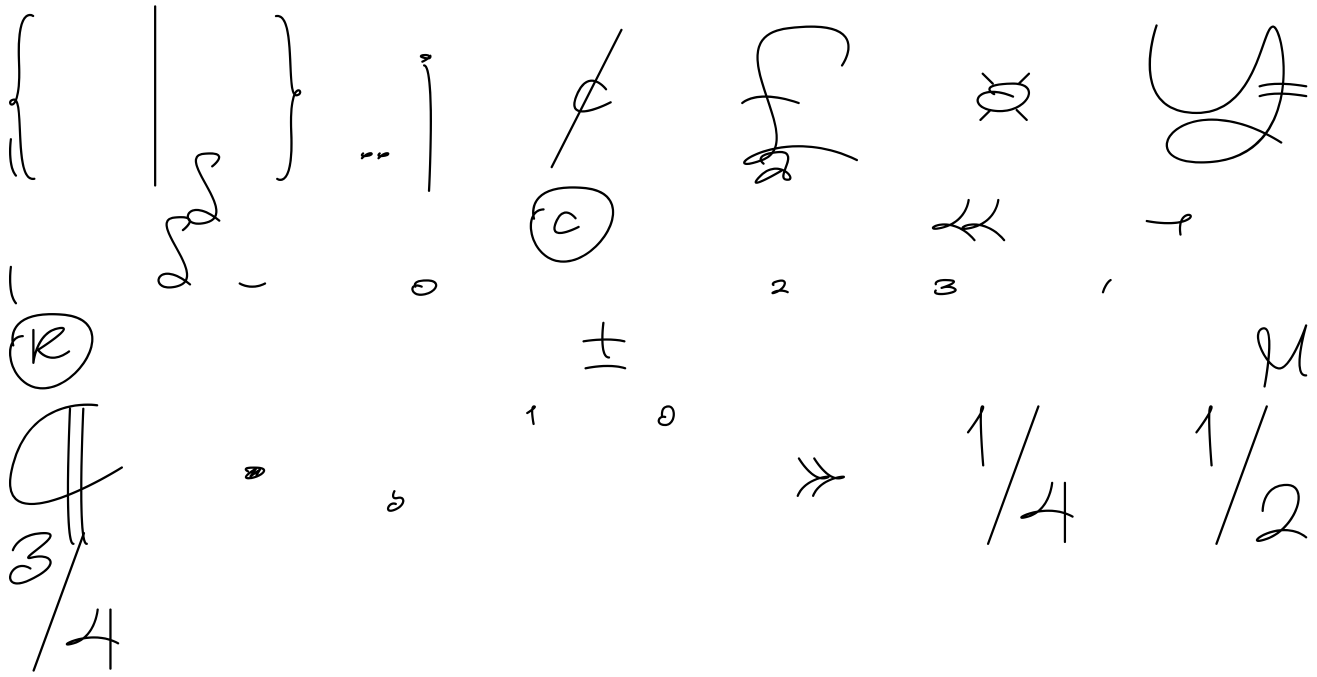 { | } ¡ ¢ £ ¤ ¥
¦ § ¨ © ª « ¬
® ¯ ° ± ² ³ ´ µ
¶ · ¸ ¹ º » ¼ ½
¾